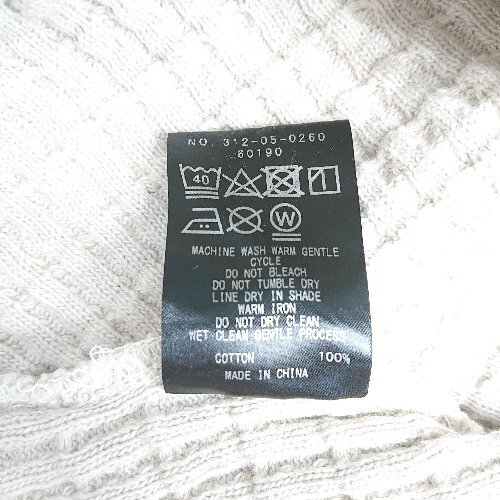 NO. 312-05-0260
60190
40
W
MACHINE WASH WARM GENTLE
CYCLE
DO NOT BLEACH
DO NOT TUMBLE DRY
LINE DRY IN SHADE
WARM IRON
DO NOT DRY CLEAN
WET CLEAN GENTLE PROCESS
COTTON 100%
MADE IN CHINA